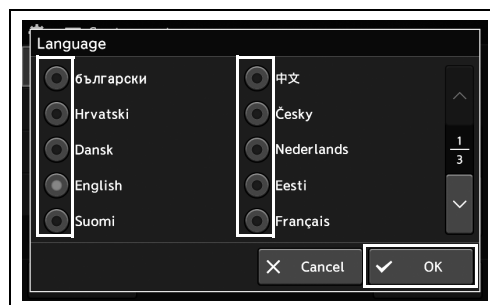 Language
български
中文
Hrvatski
Česky
Dansk
Nederlands
English
Eesti
Suomi
Français
1
3
Cancel
OK